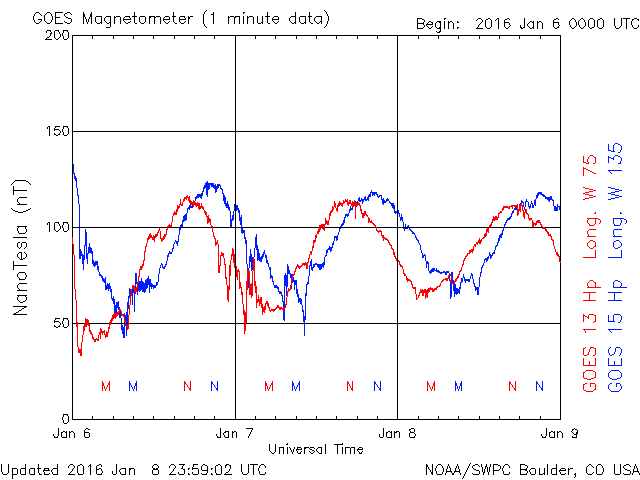 GOES Magnetometer (1 minute data)
Begin: 2016 Jan 6 0000 UTC
200
150
100
50
0
NanoTesla (nT)
M M N N M M N N M M N N
Jan 6 Jan 7 Jan 8 Jan 9
Universal Time
GOES 13 Hp Long. W 75
GOES 15 Hp Long. W 135
Updated 2016 Jan 8 23:59:02 UTC
NOAA/SWPC Boulder, CO USA